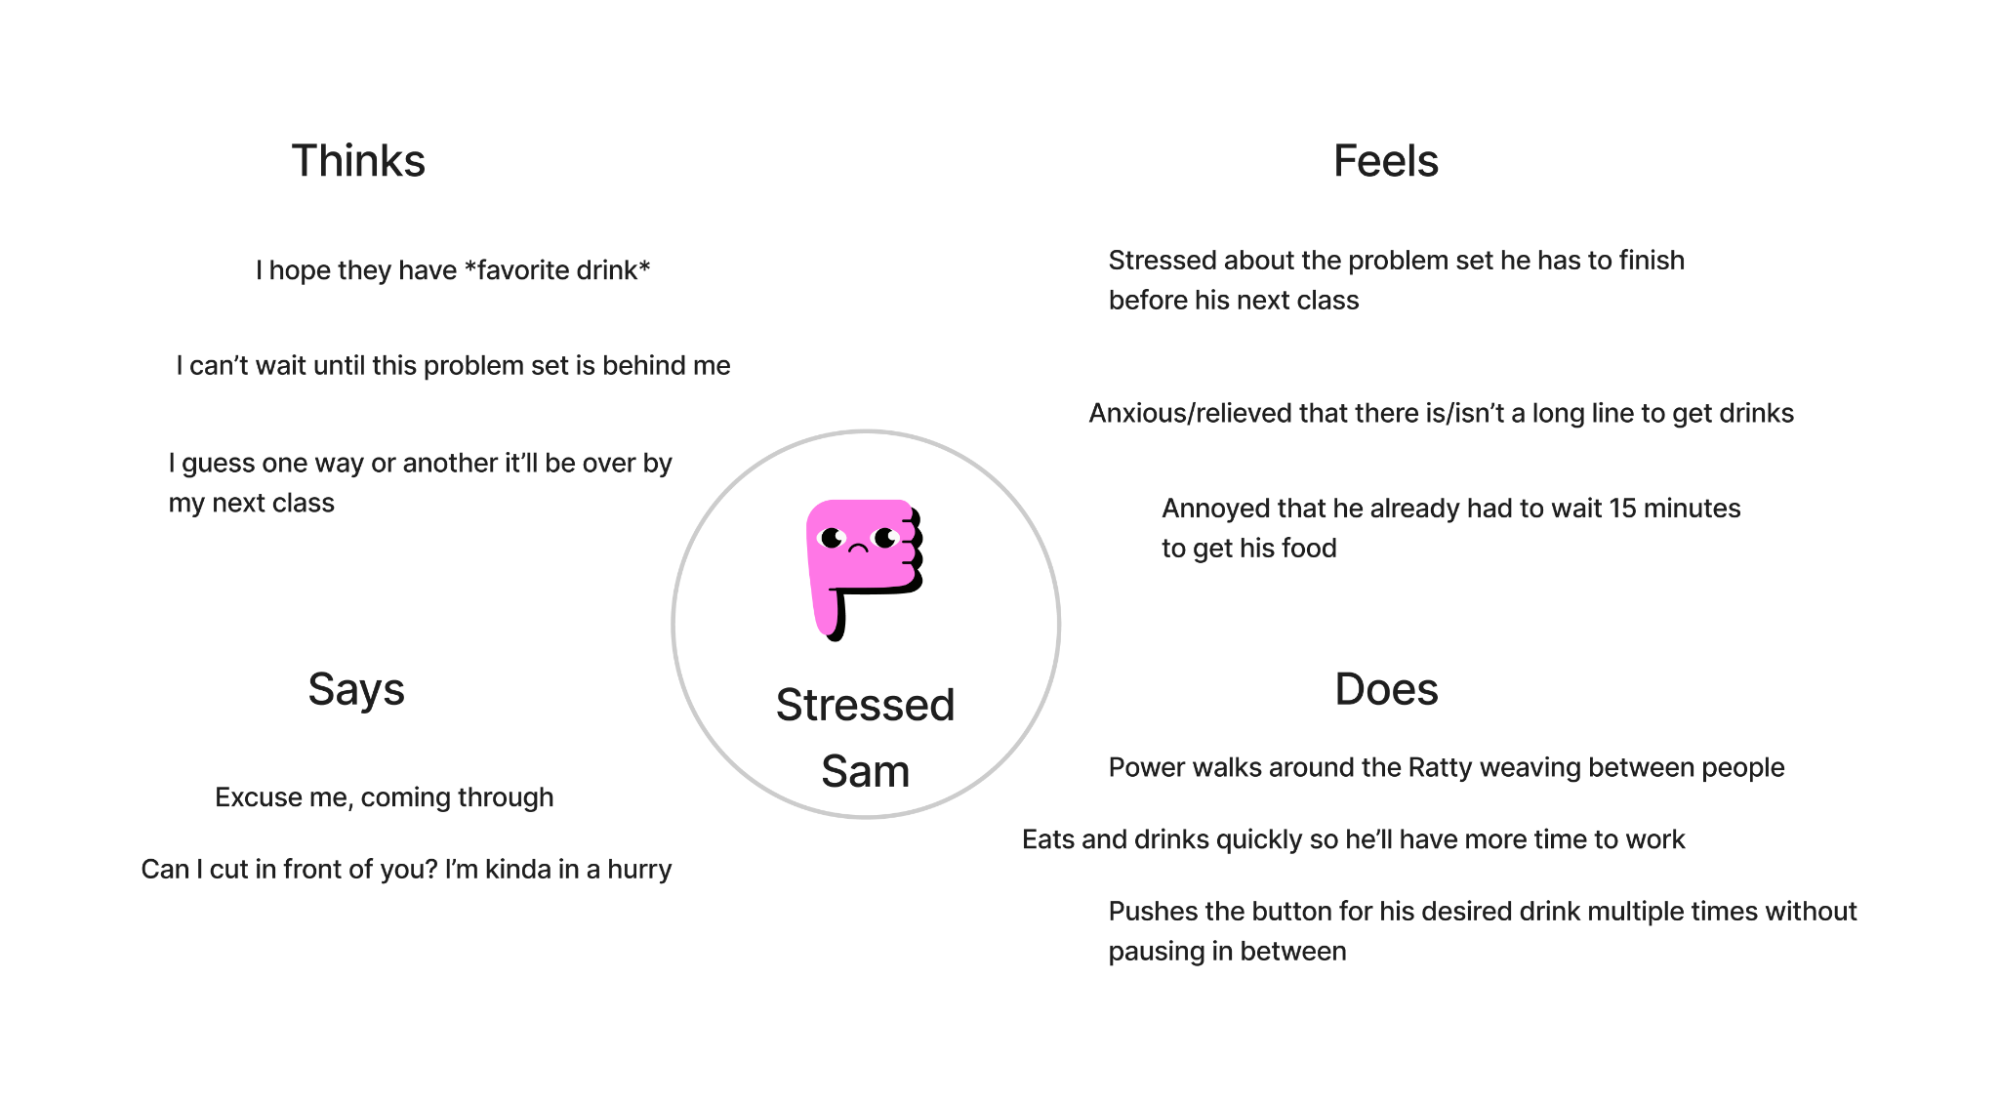 Thinks
I hope they have *favorite drink*
I can’t wait until this problem set is behind me
I guess one way or another it’ll be over by
my next class
Feels
Stressed about the problem set he has to finish
before his next class
Anxious/relieved that there is/isn’t a long line to get drinks
Annoyed that he already had to wait 15 minutes
to get his food
Stressed
Sam
Says
Excuse me, coming through
Can I cut in front of you? I’m kinda in a hurry
Does
Power walks around the Ratty weaving between people
Eats and drinks quickly so he’ll have more time to work
Pushes the button for his desired drink multiple times without
pausing in between